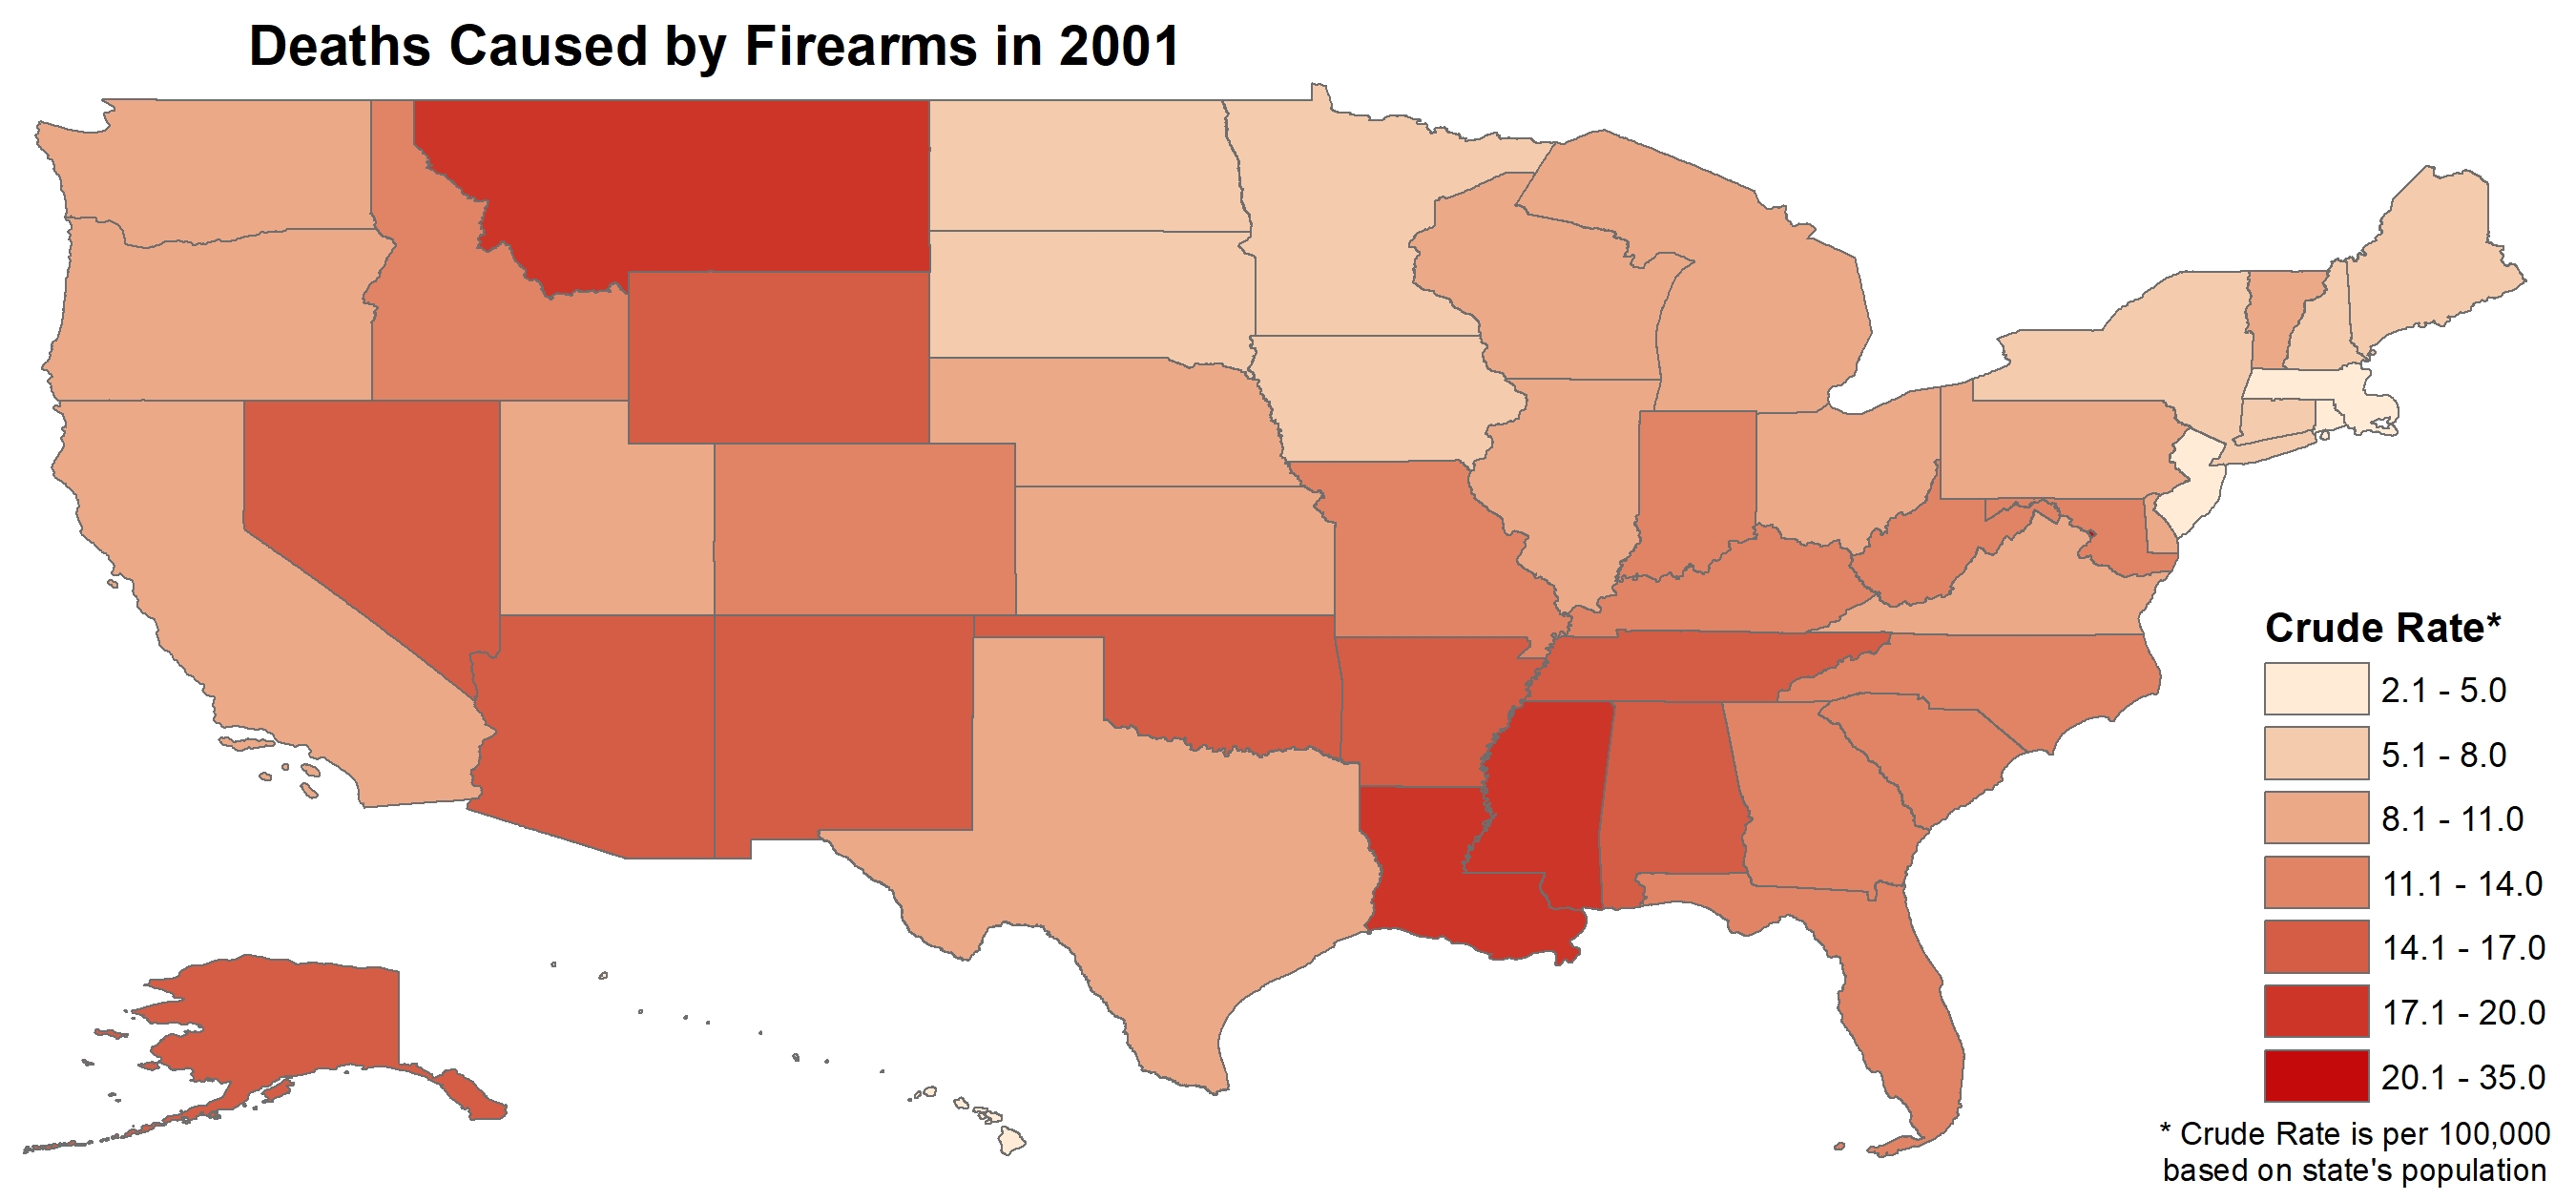 Deaths Caused by Firearms in 2001
Crude Rate*
2.1 - 5.0
5.1 - 8.0
8.1 - 11.0
11.1 - 14.0
14.1 - 17.0
17.1 - 20.0
20.1 - 35.0
* Crude Rate is per 100,000
based on state's population